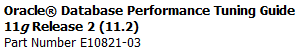 Oracle® Database Performance Tuning Guide
11g Release 2 (11.2)
Part Number E10821-03